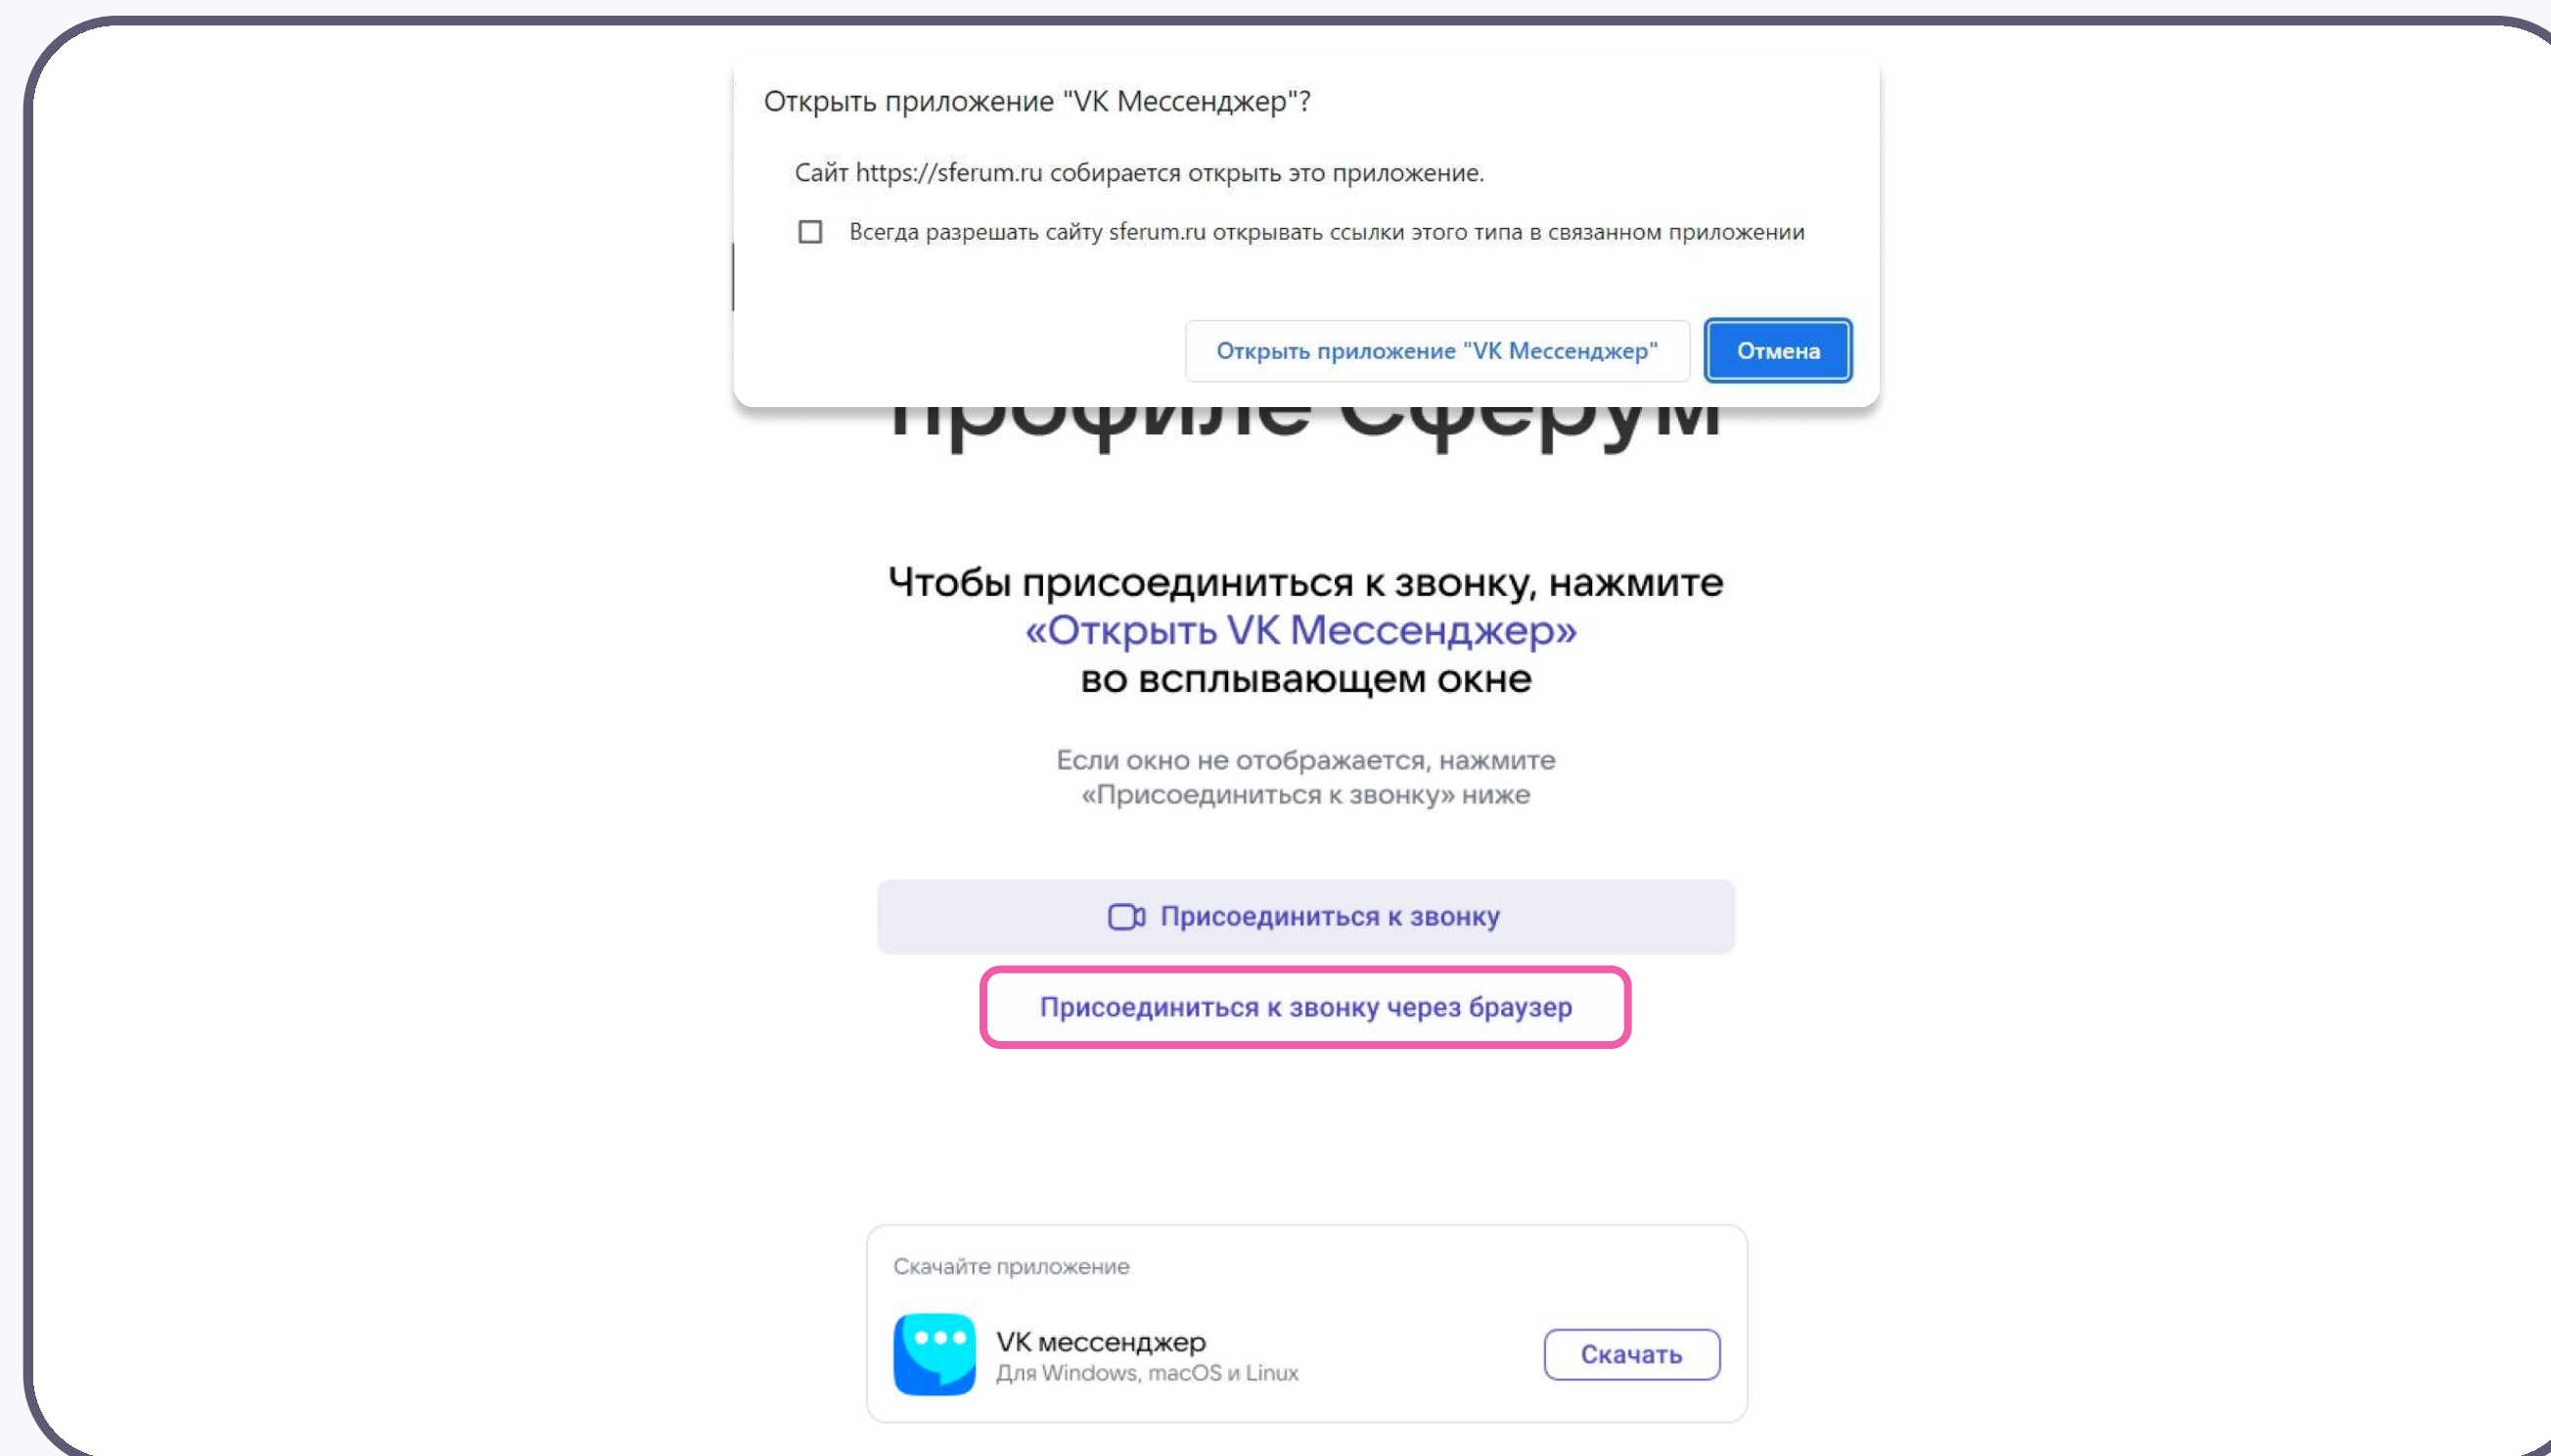 Открыть приложение "VK Мессенджер"?
Сайт https://sferum.ru собирается открыть это приложение.
Всегда разрешать сайту sferum.ru открывать ссылки этого типа в связанном приложении
Открыть приложение "VK Мессенджер"
Отмена
профиле Сферум
Чтобы присоединиться к звонку, нажмите
«Открыть VK Мессенджер»
во всплывающем окне
Если окно не отображается, нажмите
«Присоединиться к звонку» ниже
Присоединиться к звонку
Присоединиться к звонку через браузер
Скачайте приложение
VK мессенджер
Для Windows, macOS и Linux
Скачать